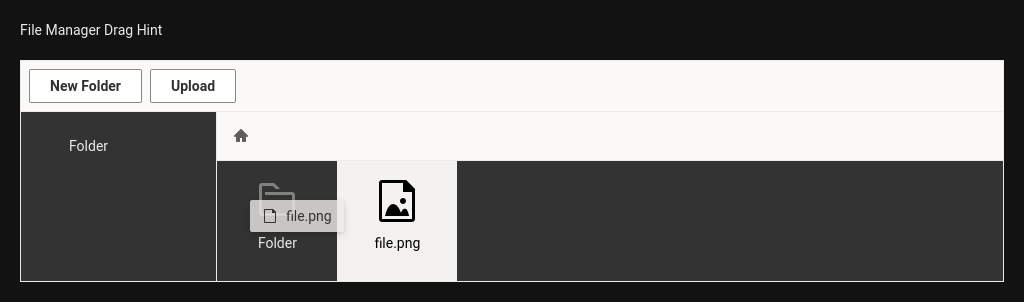 File Manager Drag Hint
New Folder Upload
Folder
file.png
Folder file.png